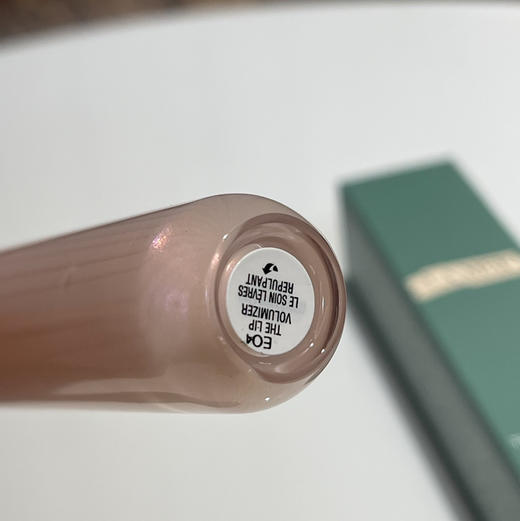 EO4
THE LIP
VOLUMIZER
LE SOIN LÈVRES
REPULPANT